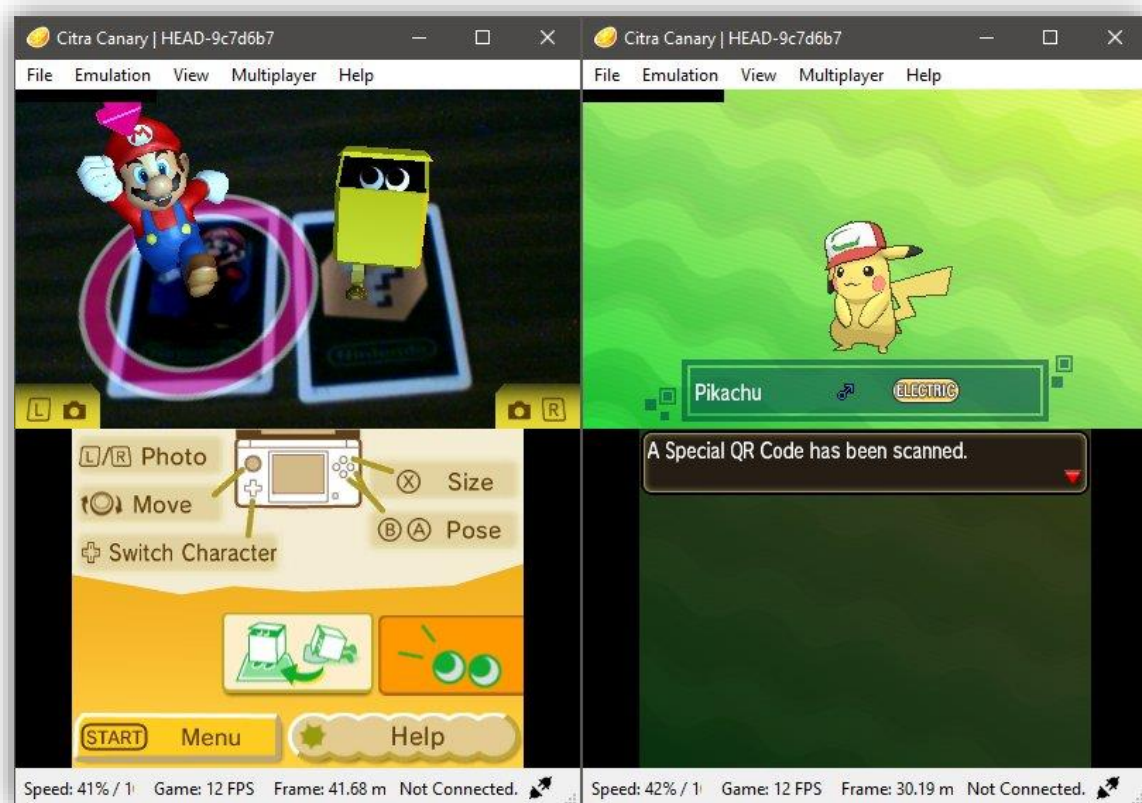 Citra Canary | HEAD-9c7d6b7
File Emulation View Multiplayer Help
M
L
R
L/R Photo
Move
Switch Character
X Size
B A Pose
START Menu
Help
Speed: 41% / 1 Game: 12 FPS Frame: 41.68 m Not Connected.
Citra Canary | HEAD-9c7d6b7
File Emulation View Multiplayer Help
Pikachu ♂ ELECTRIC
A Special QR Code has been scanned.
Speed: 42% / 1 Game: 12 FPS Frame: 30.19 m Not Connected.